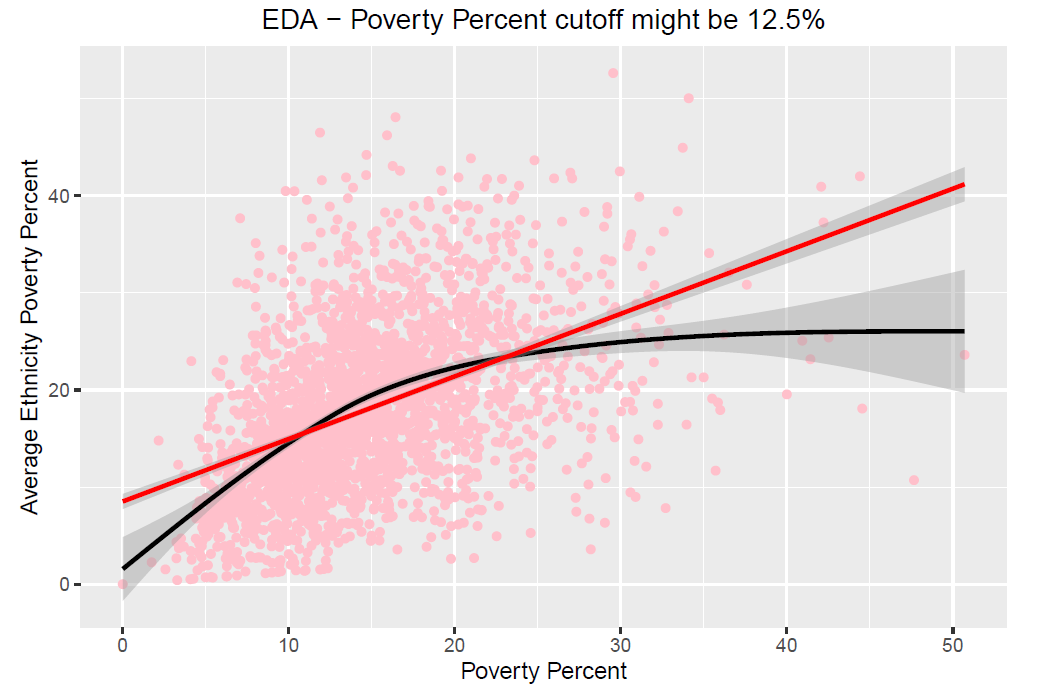 EDA − Poverty Percent cutoff might be 12.5%
Average Ethnicity Poverty Percent
40
20
0
0 10 20 30 40 50
Poverty Percent